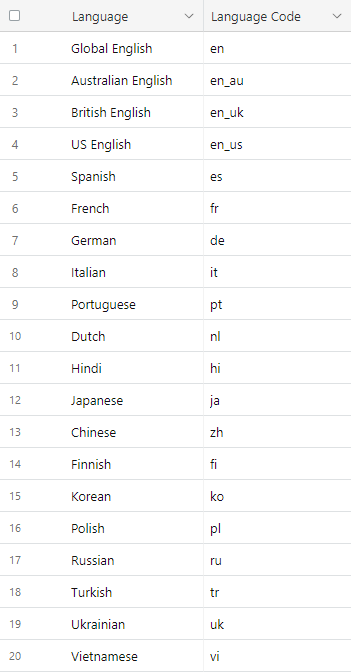 Language Language Code
1 Global English en
2 Australian English en_au
3 British English en_uk
4 US English en_us
5 Spanish es
6 French fr
7 German de
8 Italian it
9 Portuguese pt
10 Dutch nl
11 Hindi hi
12 Japanese ja
13 Chinese zh
14 Finnish fi
15 Korean ko
16 Polish pl
17 Russian ru
18 Turkish tr
19 Ukrainian uk
20 Vietnamese vi